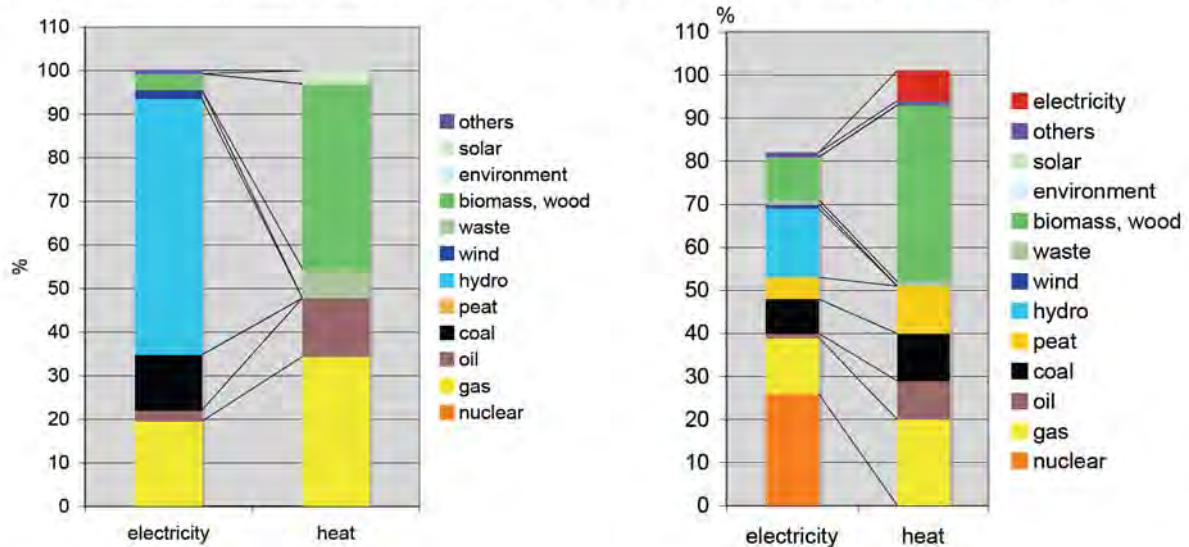 110
100
90
80
70
60
50
40
30
20
10
0
%
electricity
heat
others
solar
environment
biomass, wood
waste
wind
hydro
peat
coal
oil
gas
nuclear
%
110
100
90
80
70
60
50
40
30
20
10
0
electricity
heat
electricity
others
solar
environment
biomass, wood
waste
wind
hydro
peat
coal
oil
gas
nuclear